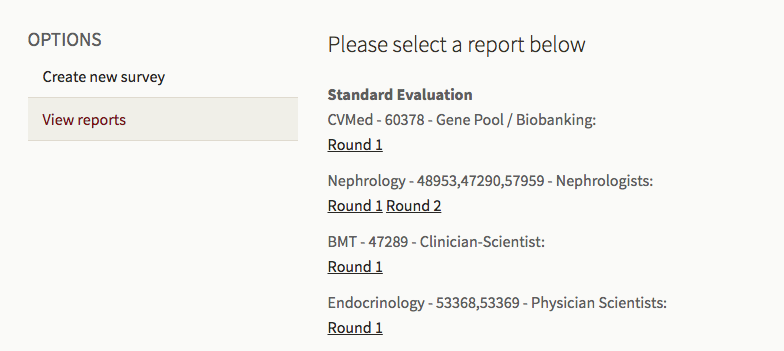 OPTIONS
Create new survey
View reports
Please select a report below
Standard Evaluation
CVMed - 60378 - Gene Pool / Biobanking:
Round 1
Nephrology - 48953,47290,57959 - Nephrologists:
Round 1 Round 2
BMT - 47289 - Clinician-Scientist:
Round 1
Endocrinology - 53368,53369 - Physician Scientists:
Round 1